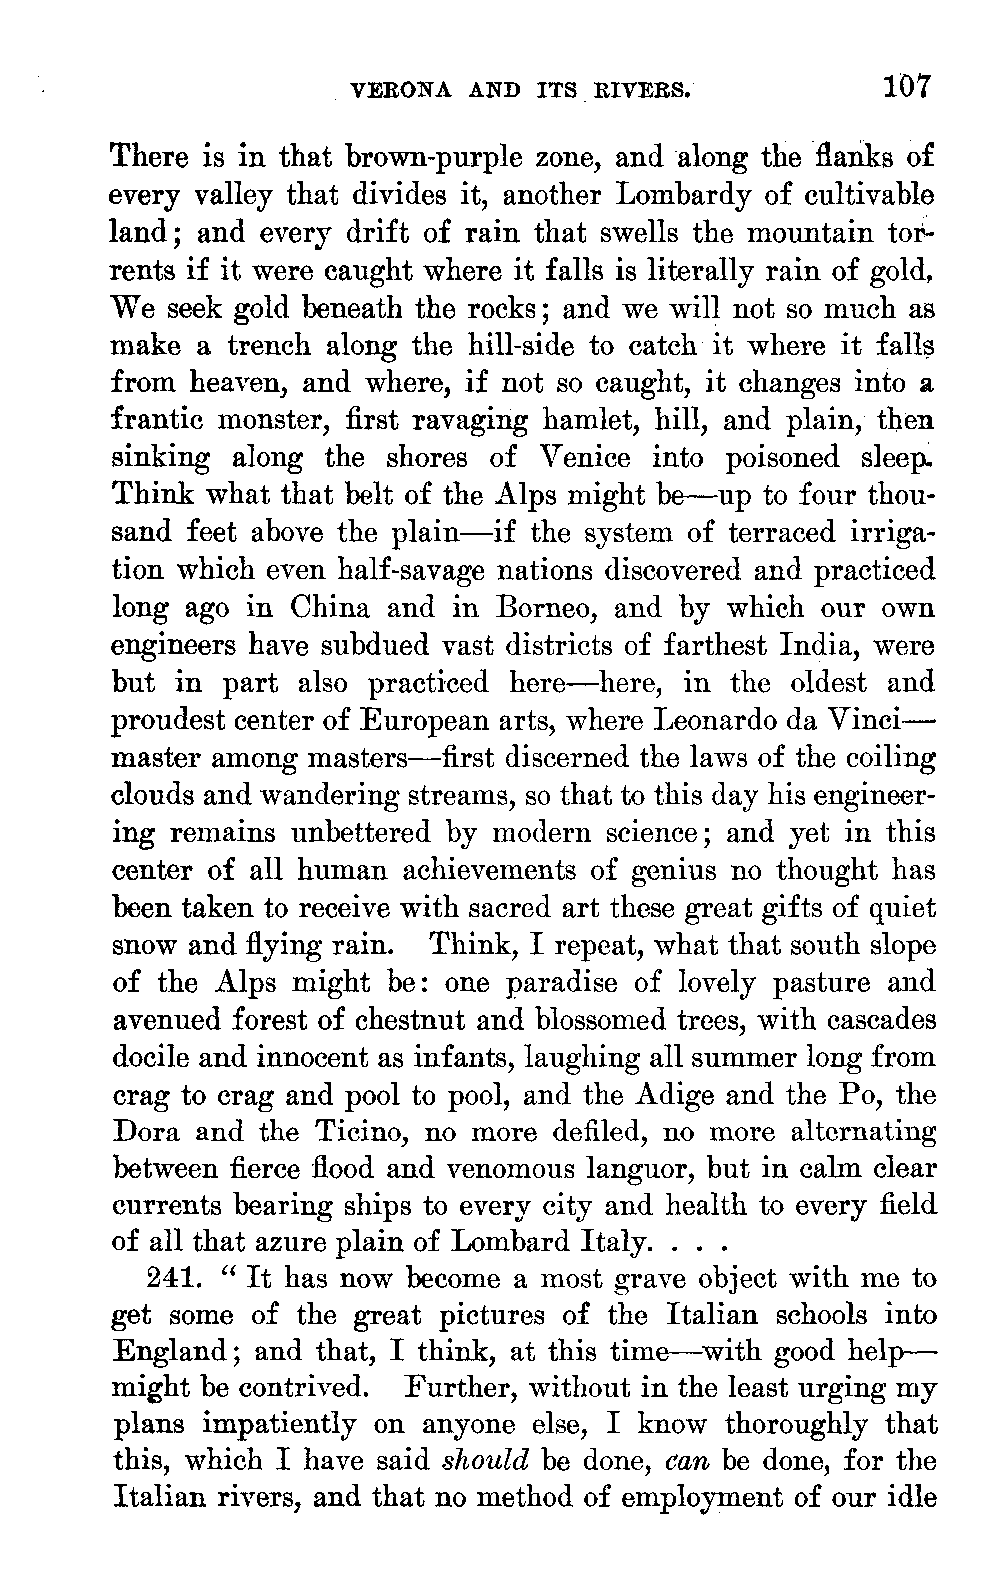 VERONA AND ITS RIVERS. 107
There is in that brown-purple zone, and along the flanks of
every valley that divides it, another Lombardy of cultivable
land; and every drift of rain that swells the mountain tor-
rents if it were caught where it falls is literally rain of gold,
We seek gold beneath the rocks; and we will not so much as
make a trench along the hill-side to catch it where it falls
from heaven, and where, if not so caught, it changes into a
frantic monster, first ravaging hamlet, hill, and plain, then
sinking along the shores of Venice into poisoned sleep.
Think what that belt of the Alps might be—up to four thou-
sand feet above the plain—if the system of terraced irriga-
tion which even half-savage nations discovered and practiced
long ago in China and in Borneo, and by which our own
engineers have subdued vast districts of farthest India, were
but in part also practiced here—here, in the oldest and
proudest center of European arts, where Leonardo da Vinci—
master among masters—first discerned the laws of the coiling
clouds and wandering streams, so that to this day his engineer-
ing remains unbettered by modern science; and yet in this
center of all human achievements of genius no thought has
been taken to receive with sacred art these great gifts of quiet
snow and flying rain. Think, I repeat, what that south slope
of the Alps might be: one paradise of lovely pasture and
avenued forest of chestnut and blossomed trees, with cascades
docile and innocent as infants, laughing all summer long from
crag to crag and pool to pool, and the Adige and the Po, the
Dora and the Ticino, no more defiled, no more alternating
between fierce flood and venomous languor, but in calm clear
currents bearing ships to every city and health to every field
of all that azure plain of Lombard Italy. . . .
241. “ It has now become a most grave object with me to
get some of the great pictures of the Italian schools into
England; and that, I think, at this time—with good help—
might be contrived. Further, without in the least urging my
plans impatiently on anyone else, I know thoroughly that
this, which I have said should be done, can be done, for the
Italian rivers, and that no method of employment of our idle